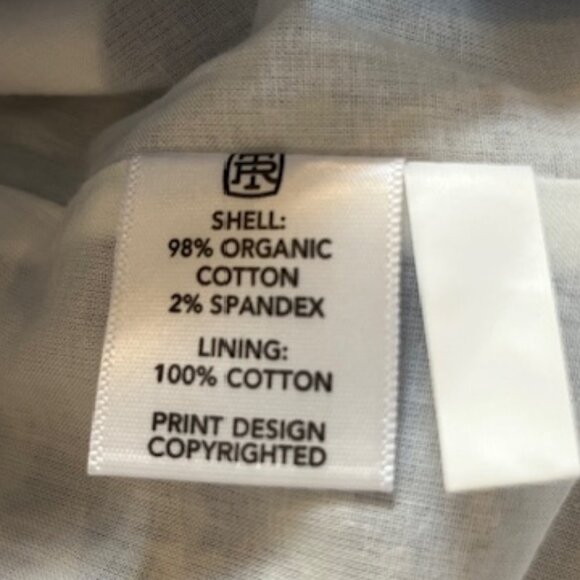 SHELL:
98% ORGANIC
COTTON
2% SPANDEX
LINING:
100% COTTON
PRINT DESIGN
COPYRIGHTED